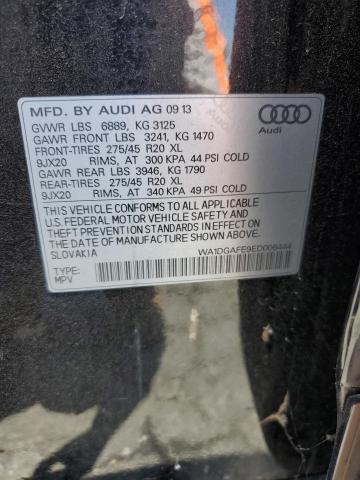 MFD. BY AUDI AG 09 13
GVWR LBS 6889, KG 3125
GAWR FRONT LBS 3241, KG 1470
FRONT-TIRES 275/45 R20 XL
9JX20 RIMS, AT 300 KPA 44 PSI COLD
GAWR REAR LBS 3946, KG 1790
REAR-TIRES 275/45 R20 XL
9JX20 RIMS, AT 340 KPA 49 PSI COLD
Audi
THIS VEHICLE CONFORMS TO ALL APPLICABLE
U.S. FEDERAL MOTOR VEHICLE SAFETY AND
THEFT PREVENTION STANDARDS IN EFFECT ON
THE DATE OF MANUFACTURE SHOWN ABOVE.
SLOVAKIA WA1DGAFE9ED006444
TYPE:
MPV